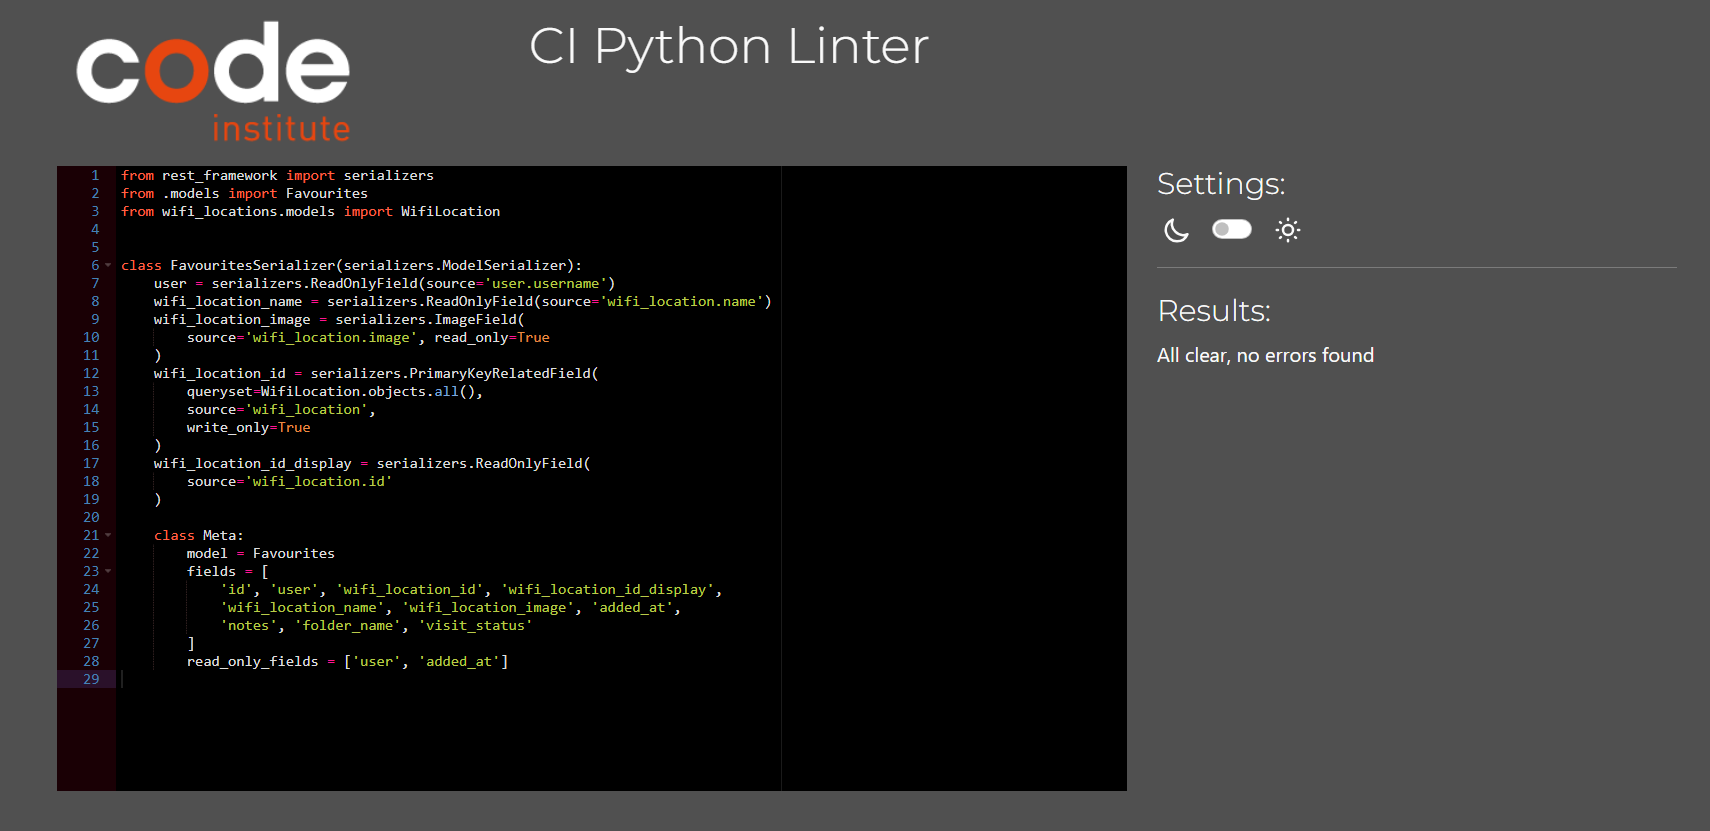 code
institute
CI Python Linter
1 from rest_framework import serializers
2 from .models import Favourites
3 from wifi_locations.models import WifiLocation
4
5
6 class FavouritesSerializer(serializers.ModelSerializer):
7     user = serializers.ReadOnlyField(source='user.username')
8     wifi_location_name = serializers.ReadOnlyField(source='wifi_location.name')
9     wifi_location_image = serializers.ImageField(
10         source='wifi_location.image', read_only=True
11     )
12     wifi_location_id = serializers.PrimaryKeyRelatedField(
13         queryset=WifiLocation.objects.all(),
14         source='wifi_location',
15         write_only=True
16     )
17     wifi_location_id_display = serializers.ReadOnlyField(
18         source='wifi_location.id'
19     )
20
21     class Meta:
22         model = Favourites
23         fields = [
24             'id', 'user', 'wifi_location_id', 'wifi_location_id_display',
25             'wifi_location_name', 'wifi_location_image', 'added_at',
26             'notes', 'folder_name', 'visit_status'
27         ]
28         read_only_fields = ['user', 'added_at']
29
Settings:
Results:
All clear, no errors found